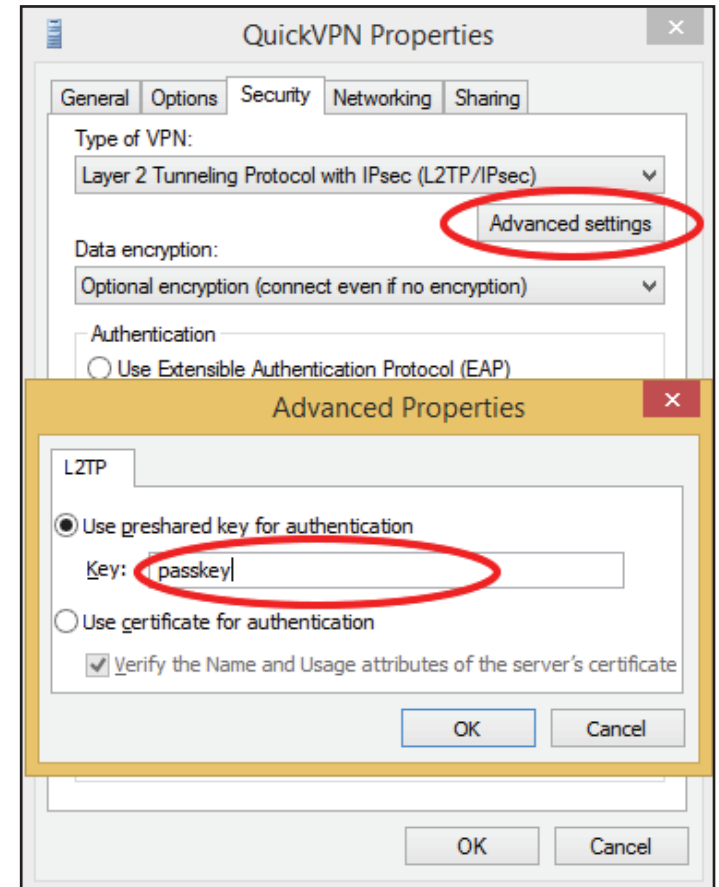 QuickVPN Properties
General Options Security Networking Sharing
Type of VPN:
Layer 2 Tunneling Protocol with IPsec (L2TP/IPsec)
Advanced settings
Data encryption:
Optional encryption (connect even if no encryption)
Authentication
Use Extensible Authentication Protocol (EAP)
Advanced Properties
L2TP
Use preshared key for authentication
Key: passkey
Use certificate for authentication
Verify the Name and Usage attributes of the server's certificate
OK Cancel
OK Cancel